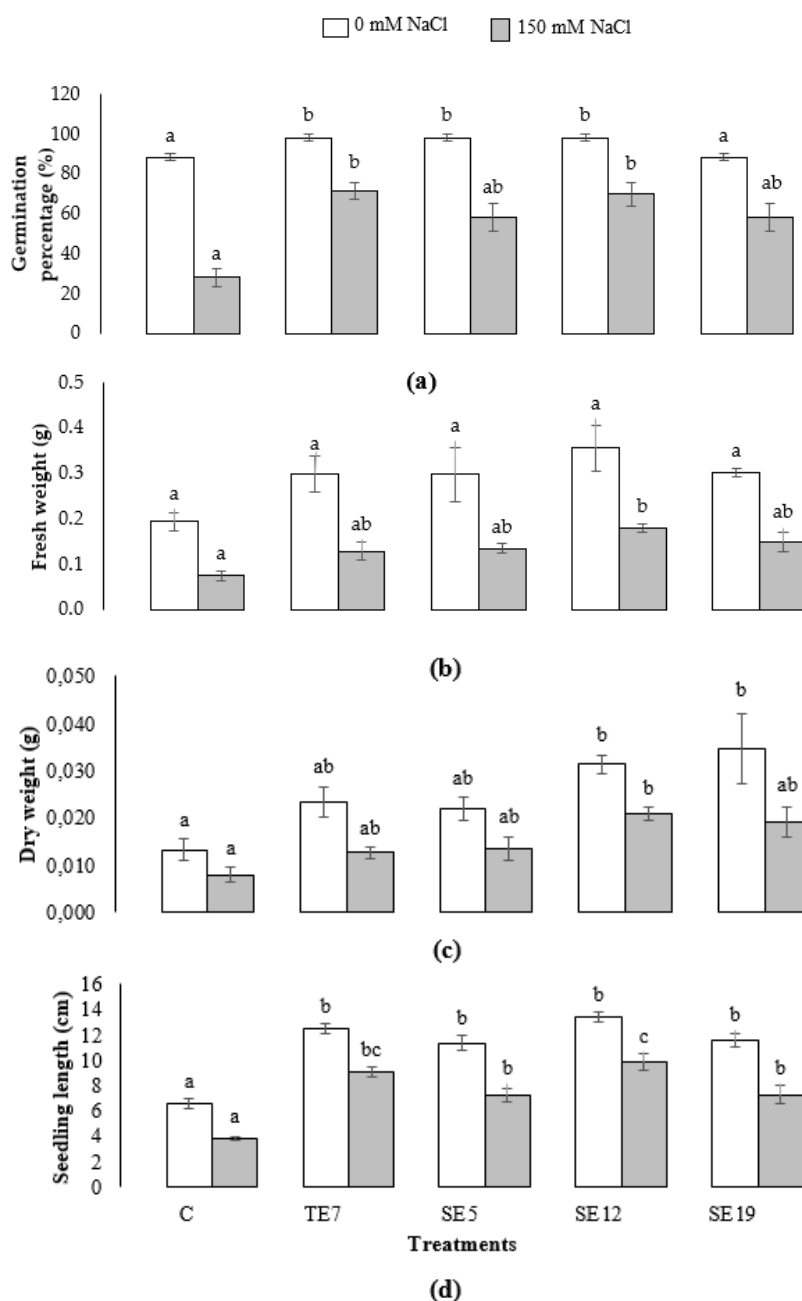 0 mM NaCl 150 mM NaCl
Germination
percentage (%)
120
100
80
60
40
20
0
a a b b b ab b b a ab
(a)
Fresh weight (g)
0.5
0.4
0.3
0.2
0.1
0.0
a a a ab a ab a b a ab
(b)
Dry weight (g)
0,050
0,040
0,030
0,020
0,010
0,000
a a ab ab ab ab b b b ab
(c)
Seedling length (cm)
16
14
12
10
8
6
4
2
0
a a b bc b b b c b b
C TE7 SE5 SE12 SE19
Treatments
(d)